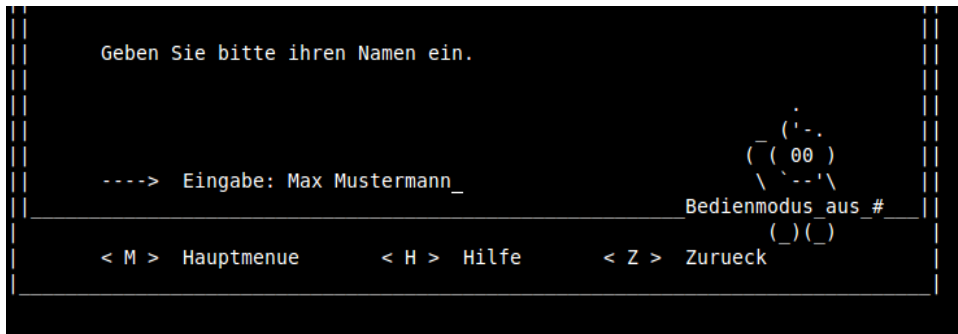 Geben Sie bitte ihren Namen ein.
----> Eingabe: Max Mustermann_
Bedienmodus_aus_#
< M > Hauptmenue < H > Hilfe < Z > Zurueck